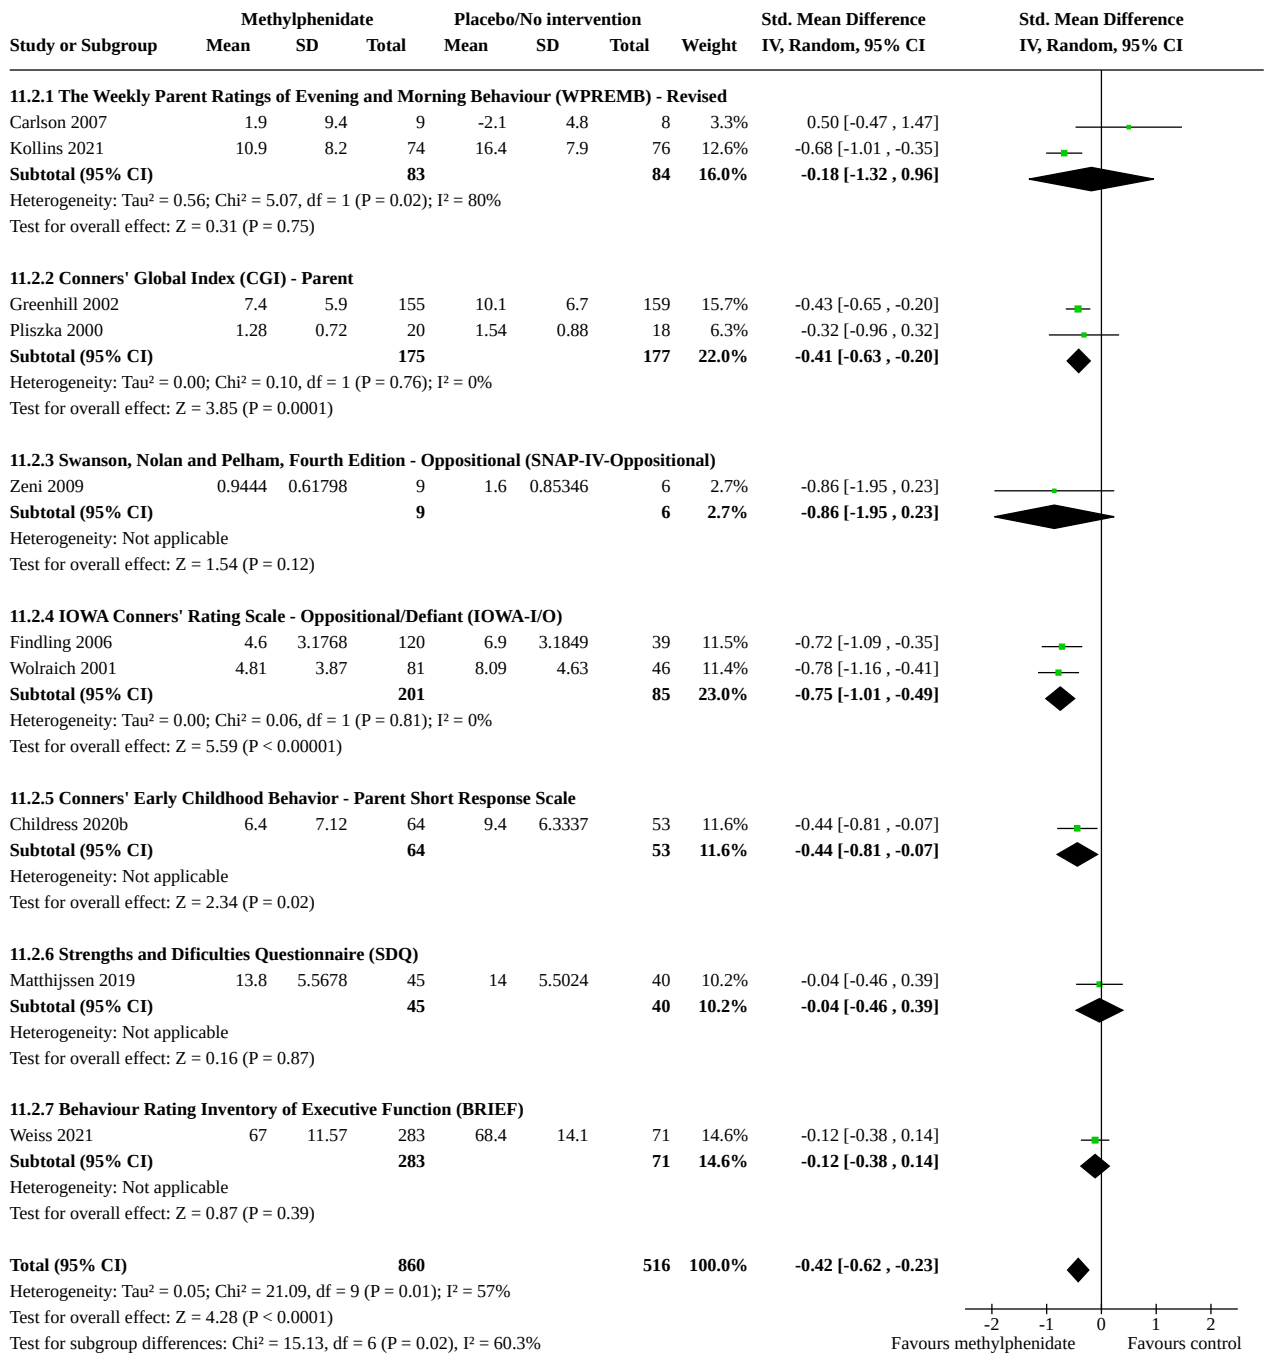 Methylphenidate Placebo/No intervention Std. Mean Difference Std. Mean Difference
Study or Subgroup Mean SD Total Mean SD Total Weight IV, Random, 95% CI IV, Random, 95% CI
11.2.1 The Weekly Parent Ratings of Evening and Morning Behaviour (WPREMB) - Revised
Carlson 2007 1.9 9.4 9 -2.1 4.8 8 3.3% 0.50 [-0.47 , 1.47]
Kollins 2021 10.9 8.2 74 16.4 7.9 76 12.6% -0.68 [-1.01 , -0.35]
Subtotal (95% CI) 83 84 16.0% -0.18 [-1.32 , 0.96]
Heterogeneity: Tau² = 0.56; Chi² = 5.07, df = 1 (P = 0.02); I² = 80%
Test for overall effect: Z = 0.31 (P = 0.75)
11.2.2 Conners' Global Index (CGI) - Parent
Greenhill 2002 7.4 5.9 155 10.1 6.7 159 15.7% -0.43 [-0.65 , -0.20]
Pliszka 2000 1.28 0.72 20 1.54 0.88 18 6.3% -0.32 [-0.96 , 0.32]
Subtotal (95% CI) 175 177 22.0% -0.41 [-0.63 , -0.20]
Heterogeneity: Tau² = 0.00; Chi² = 0.10, df = 1 (P = 0.76); I² = 0%
Test for overall effect: Z = 3.85 (P = 0.0001)
11.2.3 Swanson, Nolan and Pelham, Fourth Edition - Oppositional (SNAP-IV-Oppositional)
Zeni 2009 0.9444 0.61798 9 1.6 0.85346 6 2.7% -0.86 [-1.95 , 0.23]
Subtotal (95% CI) 9 6 2.7% -0.86 [-1.95 , 0.23]
Heterogeneity: Not applicable
Test for overall effect: Z = 1.54 (P = 0.12)
11.2.4 IOWA Conners' Rating Scale - Oppositional/Defiant (IOWA-I/O)
Findling 2006 4.6 3.1768 120 6.9 3.1849 39 11.5% -0.72 [-1.09 , -0.35]
Wolraich 2001 4.81 3.87 81 8.09 4.63 46 11.4% -0.78 [-1.16 , -0.41]
Subtotal (95% CI) 201 85 23.0% -0.75 [-1.01 , -0.49]
Heterogeneity: Tau² = 0.00; Chi² = 0.06, df = 1 (P = 0.81); I² = 0%
Test for overall effect: Z = 5.59 (P < 0.00001)
11.2.5 Conners' Early Childhood Behavior - Parent Short Response Scale
Childress 2020b 6.4 7.12 64 9.4 6.3337 53 11.6% -0.44 [-0.81 , -0.07]
Subtotal (95% CI) 64 53 11.6% -0.44 [-0.81 , -0.07]
Heterogeneity: Not applicable
Test for overall effect: Z = 2.34 (P = 0.02)
11.2.6 Strengths and Dificulties Questionnaire (SDQ)
Matthijssen 2019 13.8 5.5678 45 14 5.5024 40 10.2% -0.04 [-0.46 , 0.39]
Subtotal (95% CI) 45 40 10.2% -0.04 [-0.46 , 0.39]
Heterogeneity: Not applicable
Test for overall effect: Z = 0.16 (P = 0.87)
11.2.7 Behaviour Rating Inventory of Executive Function (BRIEF)
Weiss 2021 67 11.57 283 68.4 14.1 71 14.6% -0.12 [-0.38 , 0.14]
Subtotal (95% CI) 283 71 14.6% -0.12 [-0.38 , 0.14]
Heterogeneity: Not applicable
Test for overall effect: Z = 0.87 (P = 0.39)
Total (95% CI) 860 516 100.0% -0.42 [-0.62 , -0.23]
Heterogeneity: Tau² = 0.05; Chi² = 21.09, df = 9 (P = 0.01); I² = 57%
Test for overall effect: Z = 4.28 (P < 0.0001)
-2 -1 0 1 2
Test for subgroup differences: Chi² = 15.13, df = 6 (P = 0.02), I² = 60.3% Favours methylphenidate Favours control